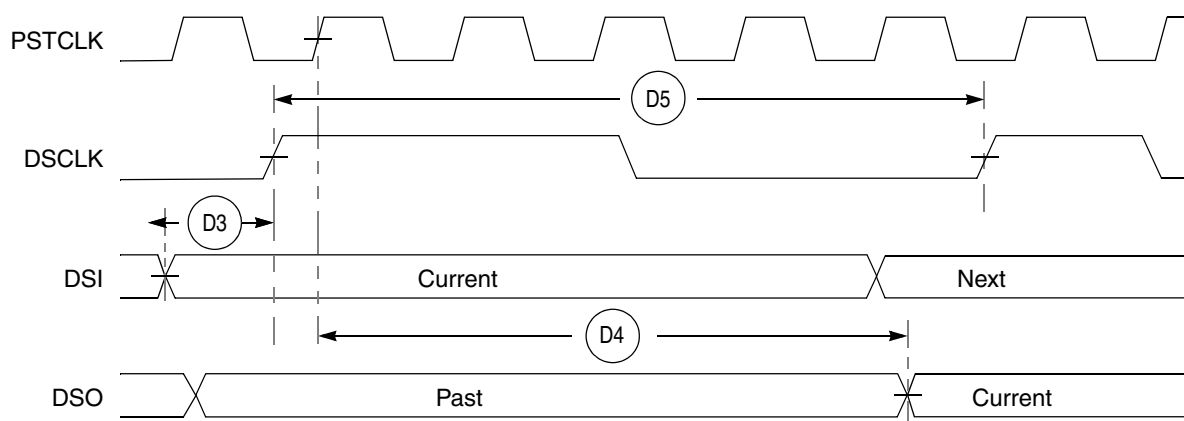 PSTCLK
D5
DSCLK
D3
DSI Current Next
D4
DSO Past Current